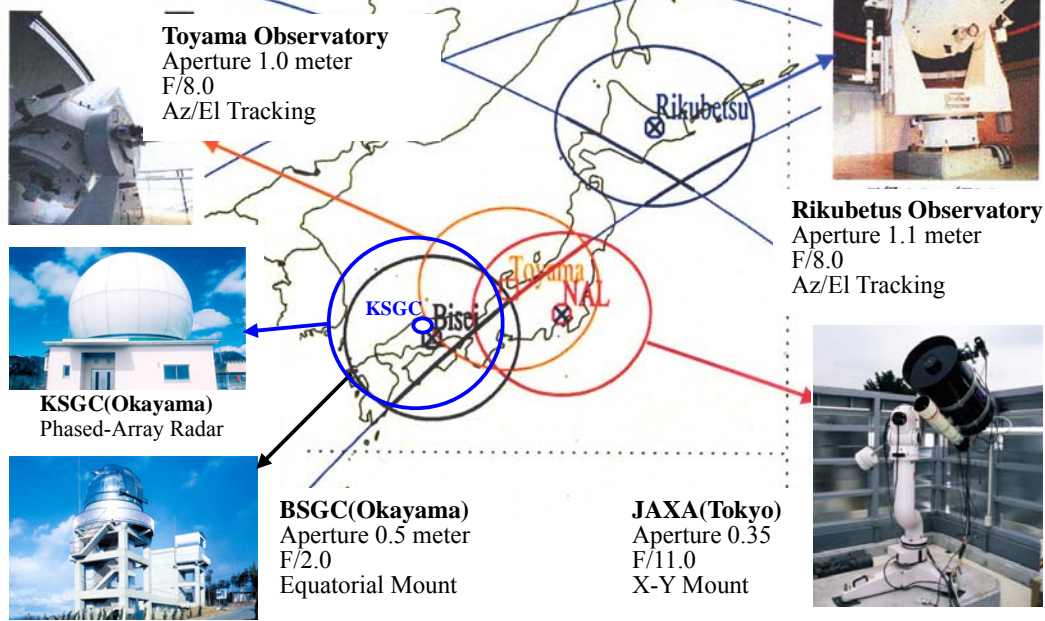 Toyama Observatory
Aperture 1.0 meter
F/8.0
Az/El Tracking
Rikubetsu
Rikubetus Observatory
Aperture 1.1 meter
F/8.0
Az/El Tracking
Toyama
NAL
KSGC
Bisei
KSGC(Okayama)
Phased-Array Radar
BSGC(Okayama)
Aperture 0.5 meter
F/2.0
Equatorial Mount
JAXA(Tokyo)
Aperture 0.35
F/11.0
X-Y Mount